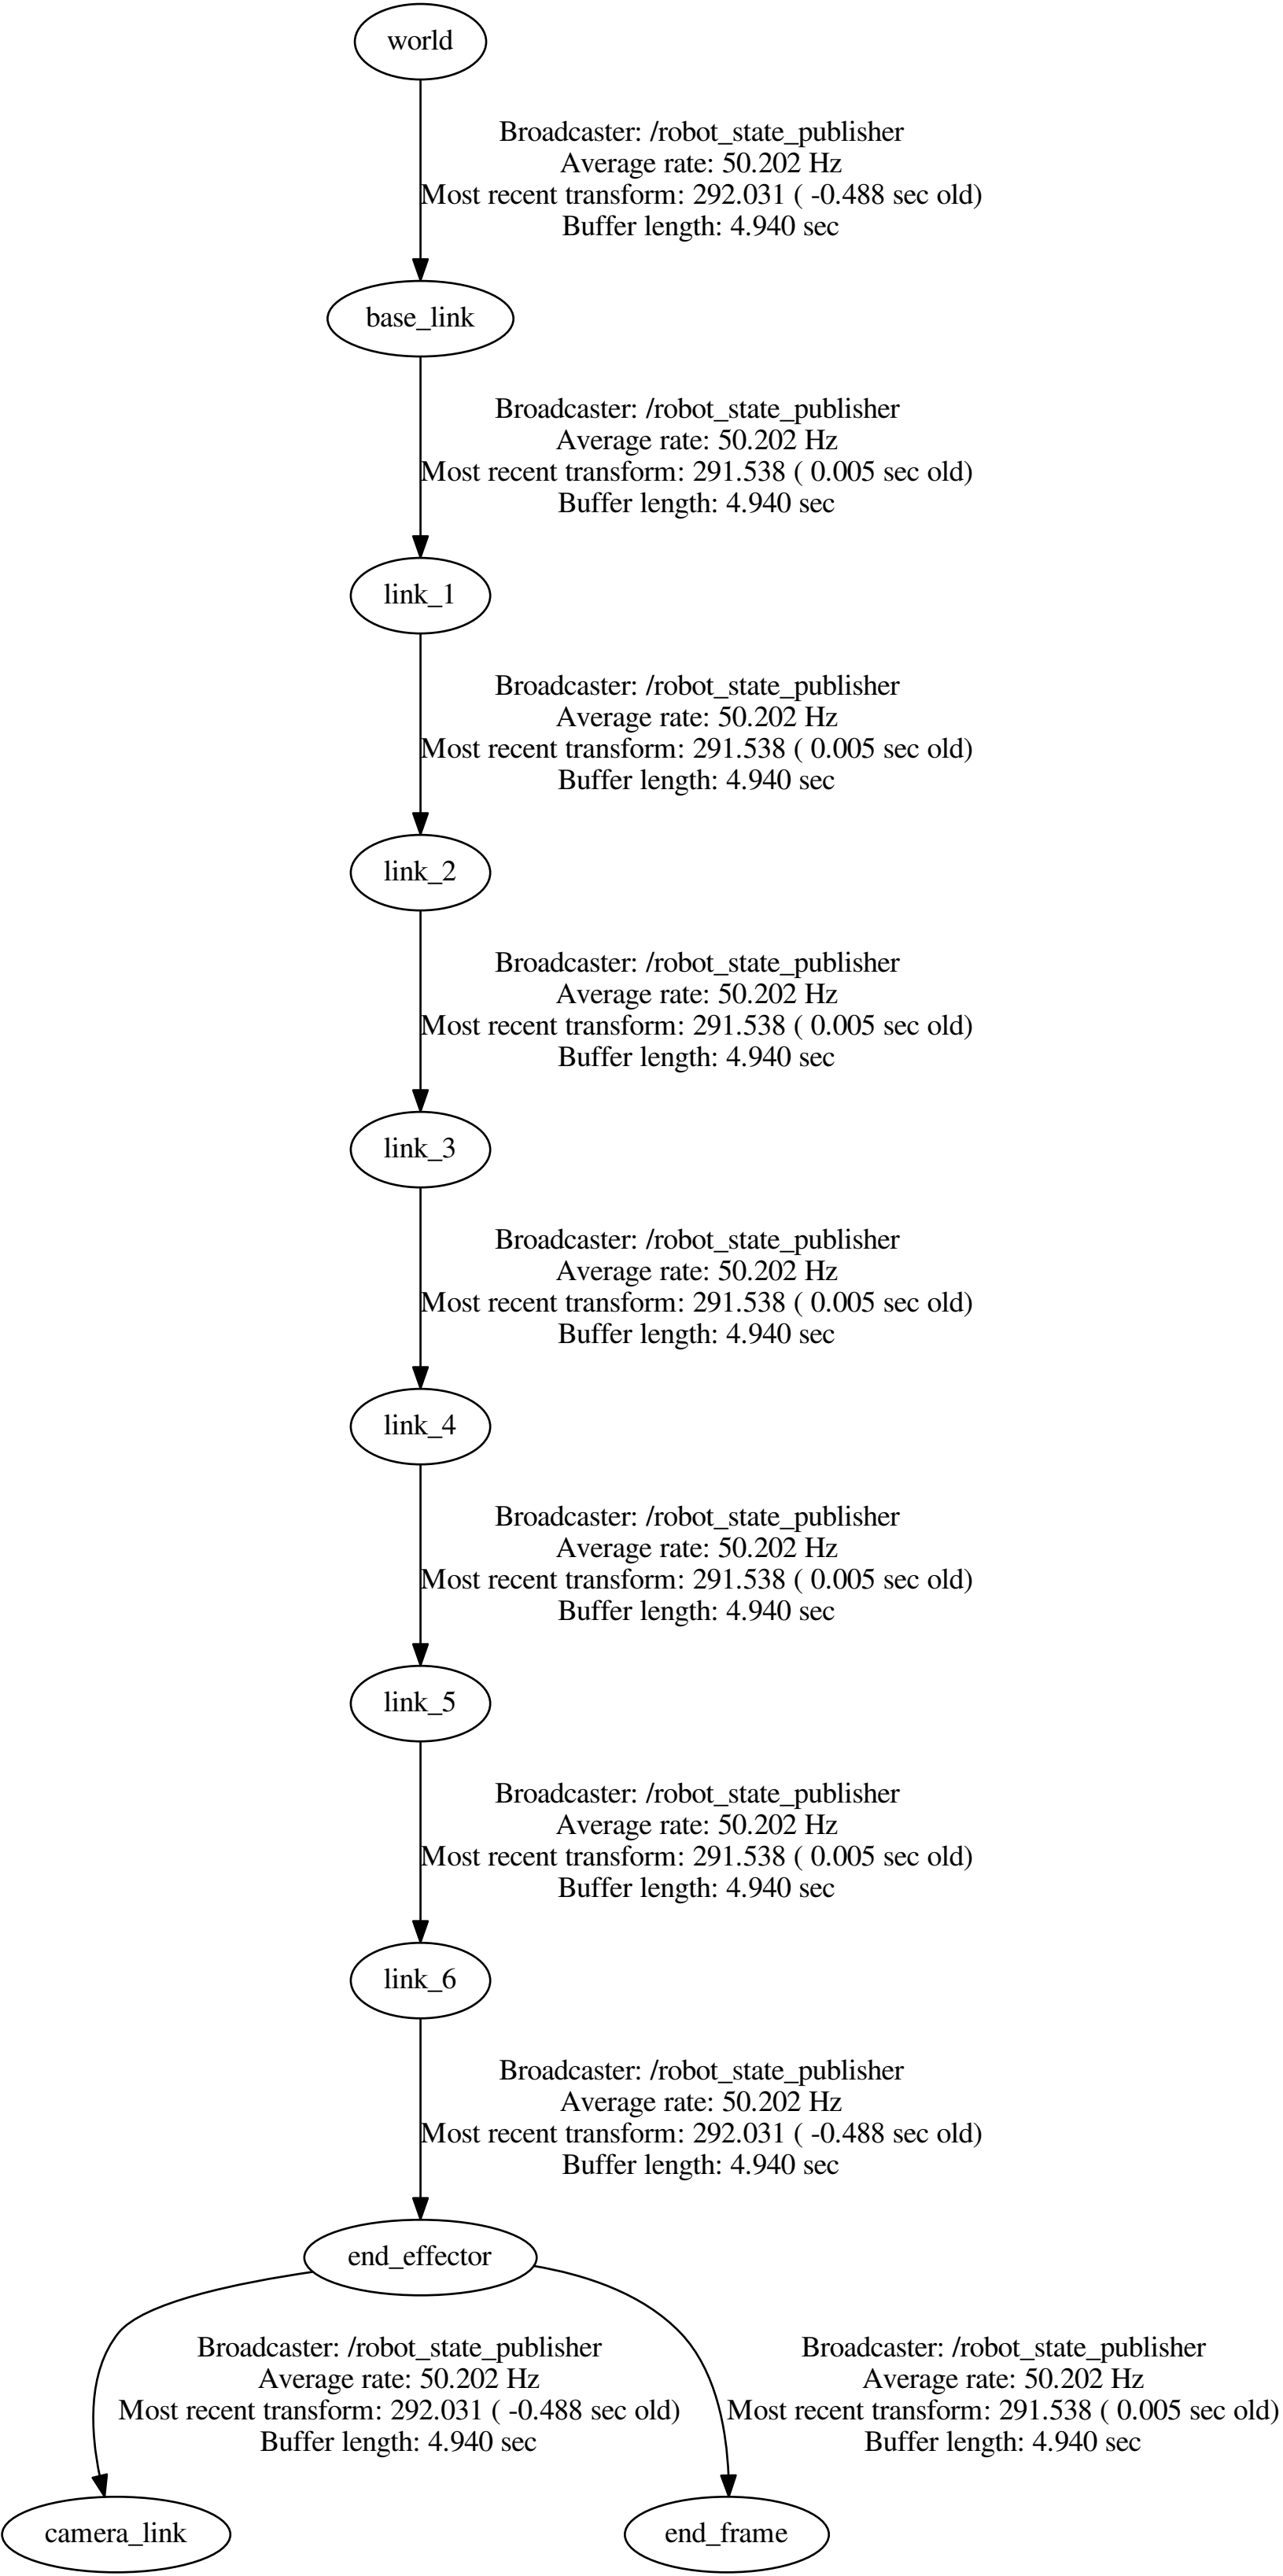 world
Broadcaster: /robot_state_publisher
Average rate: 50.202 Hz
Most recent transform: 292.031 ( -0.488 sec old)
Buffer length: 4.940 sec
base_link
Broadcaster: /robot_state_publisher
Average rate: 50.202 Hz
Most recent transform: 291.538 ( 0.005 sec old)
Buffer length: 4.940 sec
link_1
Broadcaster: /robot_state_publisher
Average rate: 50.202 Hz
Most recent transform: 291.538 ( 0.005 sec old)
Buffer length: 4.940 sec
link_2
Broadcaster: /robot_state_publisher
Average rate: 50.202 Hz
Most recent transform: 291.538 ( 0.005 sec old)
Buffer length: 4.940 sec
link_3
Broadcaster: /robot_state_publisher
Average rate: 50.202 Hz
Most recent transform: 291.538 ( 0.005 sec old)
Buffer length: 4.940 sec
link_4
Broadcaster: /robot_state_publisher
Average rate: 50.202 Hz
Most recent transform: 291.538 ( 0.005 sec old)
Buffer length: 4.940 sec
link_5
Broadcaster: /robot_state_publisher
Average rate: 50.202 Hz
Most recent transform: 291.538 ( 0.005 sec old)
Buffer length: 4.940 sec
link_6
Broadcaster: /robot_state_publisher
Average rate: 50.202 Hz
Most recent transform: 292.031 ( -0.488 sec old)
Buffer length: 4.940 sec
end_effector
Broadcaster: /robot_state_publisher
Average rate: 50.202 Hz
Most recent transform: 292.031 ( -0.488 sec old)
Buffer length: 4.940 sec
Broadcaster: /robot_state_publisher
Average rate: 50.202 Hz
Most recent transform: 291.538 ( 0.005 sec old)
Buffer length: 4.940 sec
camera_link
end_frame